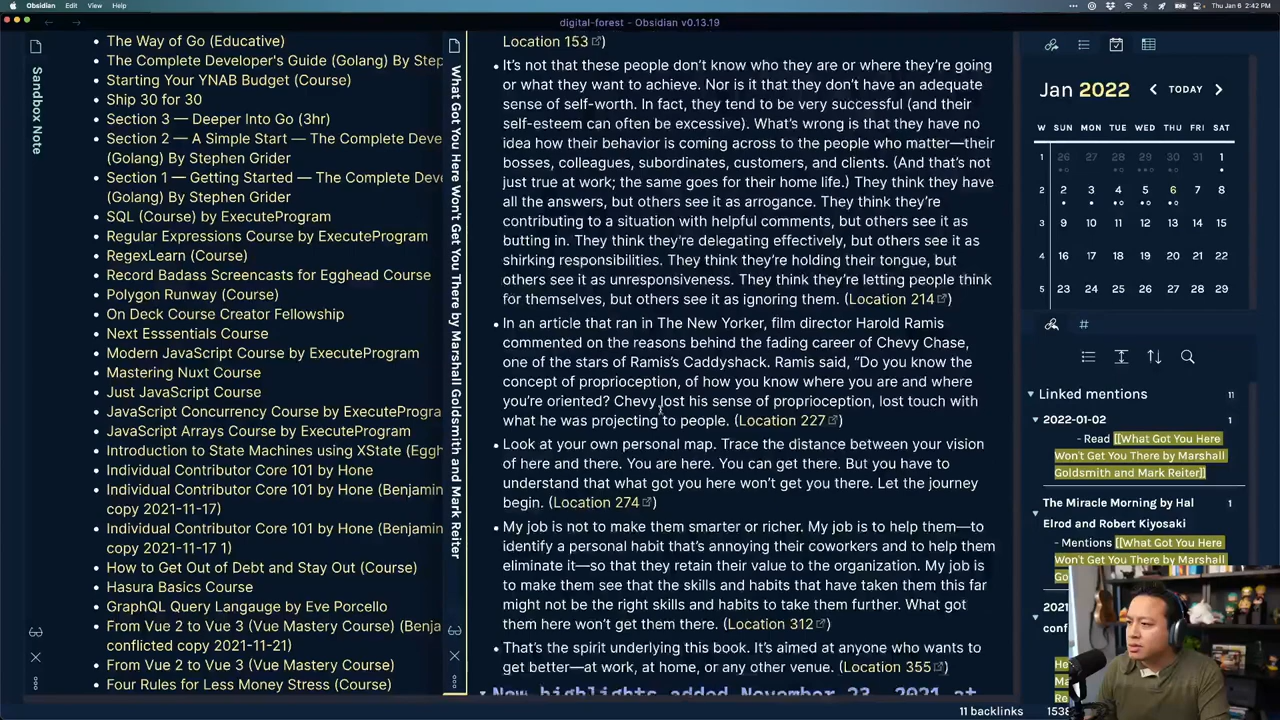 Obsidian Edit View Help
Thu Jan 6 2:42 PM
digital-forest - Obsidian v0.13.19
Sandbox Note
The Way of Go (Educative)
The Complete Developer's Guide (Golang) By Step
Starting Your YNAB Budget (Course)
Ship 30 for 30
Section 3 — Deeper Into Go (3hr)
Section 2 — A Simple Start — The Complete Deve
(Golang) By Stephen Grider
Section 1 — Getting Started — The Complete Deve
(Golang) By Stephen Grider
SQL (Course) by ExecuteProgram
Regular Expressions Course by ExecuteProgram
RegexLearn (Course)
Record Badass Screencasts for Egghead Course
Polygon Runway (Course)
On Deck Course Creator Fellowship
Next Esssentials Course
Modern JavaScript Course by ExecuteProgram
Mastering Nuxt Course
Just JavaScript Course
JavaScript Concurrency Course by ExecuteProgra
JavaScript Arrays Course by ExecuteProgram
Introduction to State Machines using XState (Eggh
Individual Contributor Core 101 by Hone
Individual Contributor Core 101 by Hone (Benjamin
copy 2021-11-17)
Individual Contributor Core 101 by Hone (Benjamin
copy 2021-11-17 1)
How to Get Out of Debt and Stay Out (Course)
Hasura Basics Course
GraphQL Query Langauge by Eve Porcello
From Vue 2 to Vue 3 (Vue Mastery Course) (Benja
conflicted copy 2021-11-21)
From Vue 2 to Vue 3 (Vue Mastery Course)
Four Rules for Less Money Stress (Course)
What Got You Here Won't Get You There by Marshall Goldsmith and Mark Reiter
Location 153)
It's not that these people don't know who they are or where they're going
or what they want to achieve. Nor is it that they don't have an adequate
sense of self-worth. In fact, they tend to be very successful (and their
self-esteem can often be excessive). What's wrong is that they have no
idea how their behavior is coming across to the people who matter—their
bosses, colleagues, subordinates, customers, and clients. (And that's not
just true at work; the same goes for their home life.) They think they have
all the answers, but others see it as arrogance. They think they're
contributing to a situation with helpful comments, but others see it as
butting in. They think they're delegating effectively, but others see it as
shirking responsibilities. They think they're holding their tongue, but
others see it as unresponsiveness. They think they're letting people think
for themselves, but others see it as ignoring them. (Location 214)
In an article that ran in The New Yorker, film director Harold Ramis
commented on the reasons behind the fading career of Chevy Chase,
one of the stars of Ramis's Caddyshack. Ramis said, “Do you know the
concept of proprioception, of how you know where you are and where
you're oriented? Chevy lost his sense of proprioception, lost touch with
what he was projecting to people. (Location 227)
Look at your own personal map. Trace the distance between your vision
of here and there. You are here. You can get there. But you have to
understand that what got you here won't get you there. Let the journey
begin. (Location 274)
My job is not to make them smarter or richer. My job is to help them—to
identify a personal habit that's annoying their coworkers and to help them
eliminate it—so that they retain their value to the organization. My job is
to make them see that the skills and habits that have taken them this far
might not be the right skills and habits to take them further. What got
them here won't get them there. (Location 312)
That's the spirit underlying this book. It's aimed at anyone who wants to
get better—at work, at home, or any other venue. (Location 355)
New highlights added November 23, 2021 at
Jan 2022
TODAY
W SUN MON TUE WED THU FRI SAT
1 26 27 28 29 30 31 1
2 2 3 4 5 6 7 8
3 9 10 11 12 13 14 15
4 16 17 18 19 20 21 22
5 23 24 25 26 27 28 29
Linked mentions 11
2022-01-02 1
- Read [[What Got You Here
Won't Get You There by Marshall
Goldsmith and Mark Reiter]]
The Miracle Morning by Hal 1
Elrod and Robert Kiyosaki
- Mentions [[What Got You Here
Won't Get You There by
Go
2021
conf
He
Ma
Ro
11 backlinks 1538